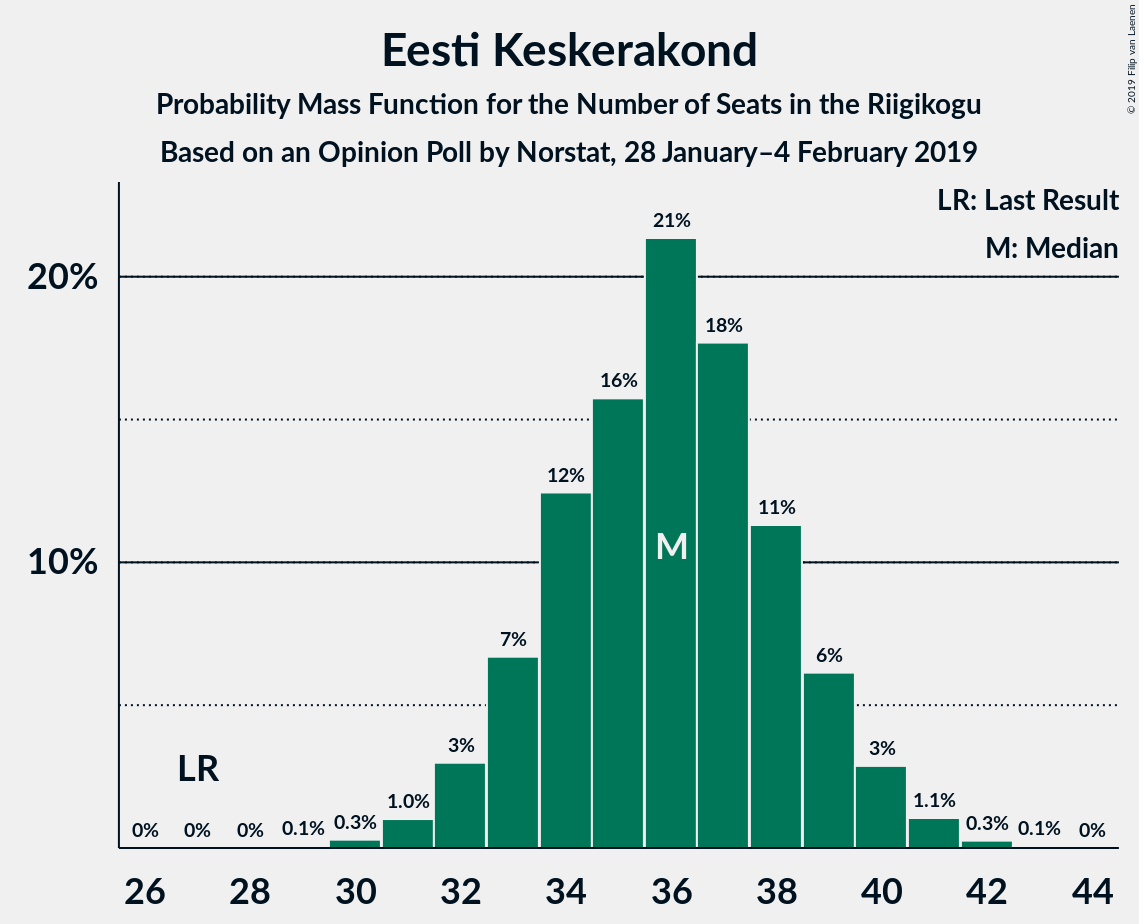 Eesti Keskerakond
Probability Mass Function for the Number of Seats in the Riigikogu
Based on an Opinion Poll by Norstat, 28 January–4 February 2019
© 2019 Filip van Laenen
LR: Last Result
M: Median
20%
10%
0% 0% 0% 0.1% 0.3% 1.0% 3% 7% 12% 16% 21% 18% 11% 6% 3% 1.1% 0.3% 0.1% 0%
LR
M
26 28 30 32 34 36 38 40 42 44